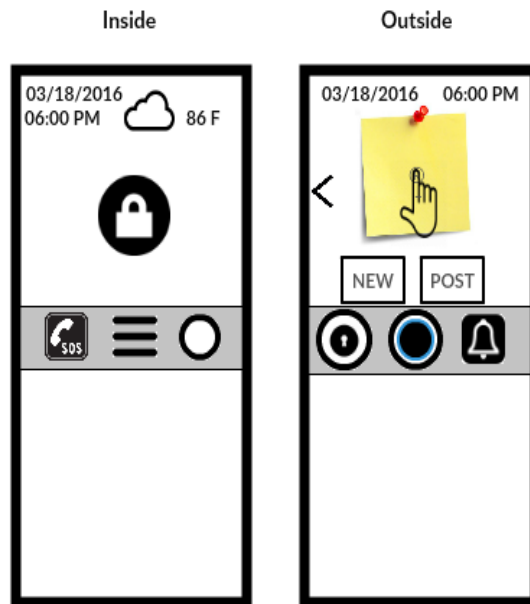 Inside
Outside
03/18/2016
06:00 PM
86 F
03/18/2016 06:00 PM
NEW POST
SOS